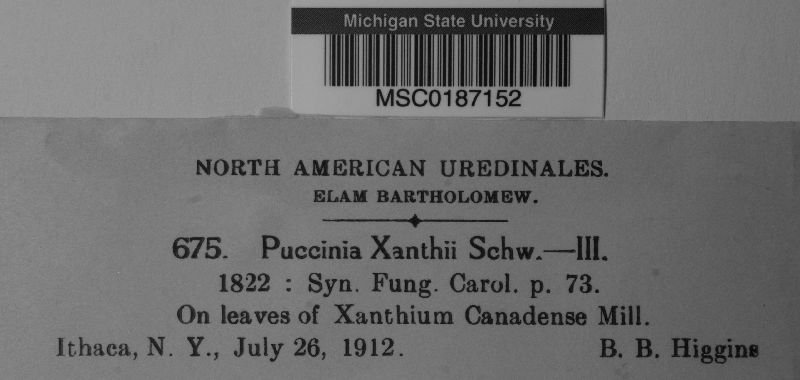 Michigan State University
MSC0187152
NORTH AMERICAN UREDINALES.
ELAM BARTHOLOMEW.
675. Puccinia Xanthii Schw.—III.
1822 : Syn. Fung. Carol. p. 73.
On leaves of Xanthium Canadense Mill.
Ithaca, N. Y., July 26, 1912. B. B. Higgins